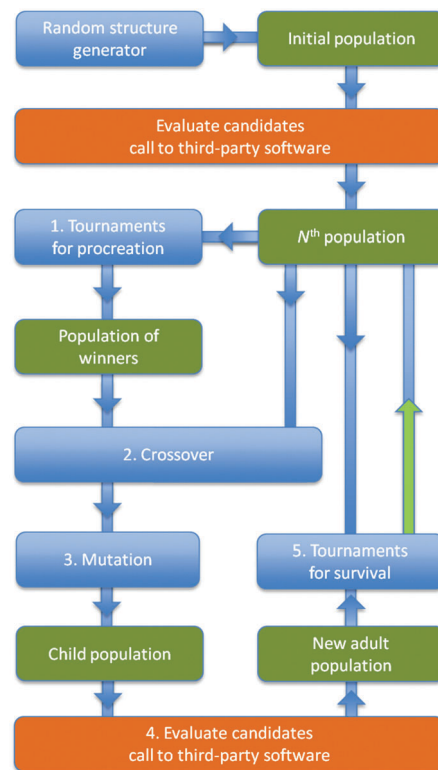 Random structure
generator
Initial population
Evaluate candidates
call to third-party software
1. Tournaments
for procreation
Nth population
Population of
winners
2. Crossover
3. Mutation
5. Tournaments
for survival
Child population
New adult
population
4. Evaluate candidates
call to third-party software